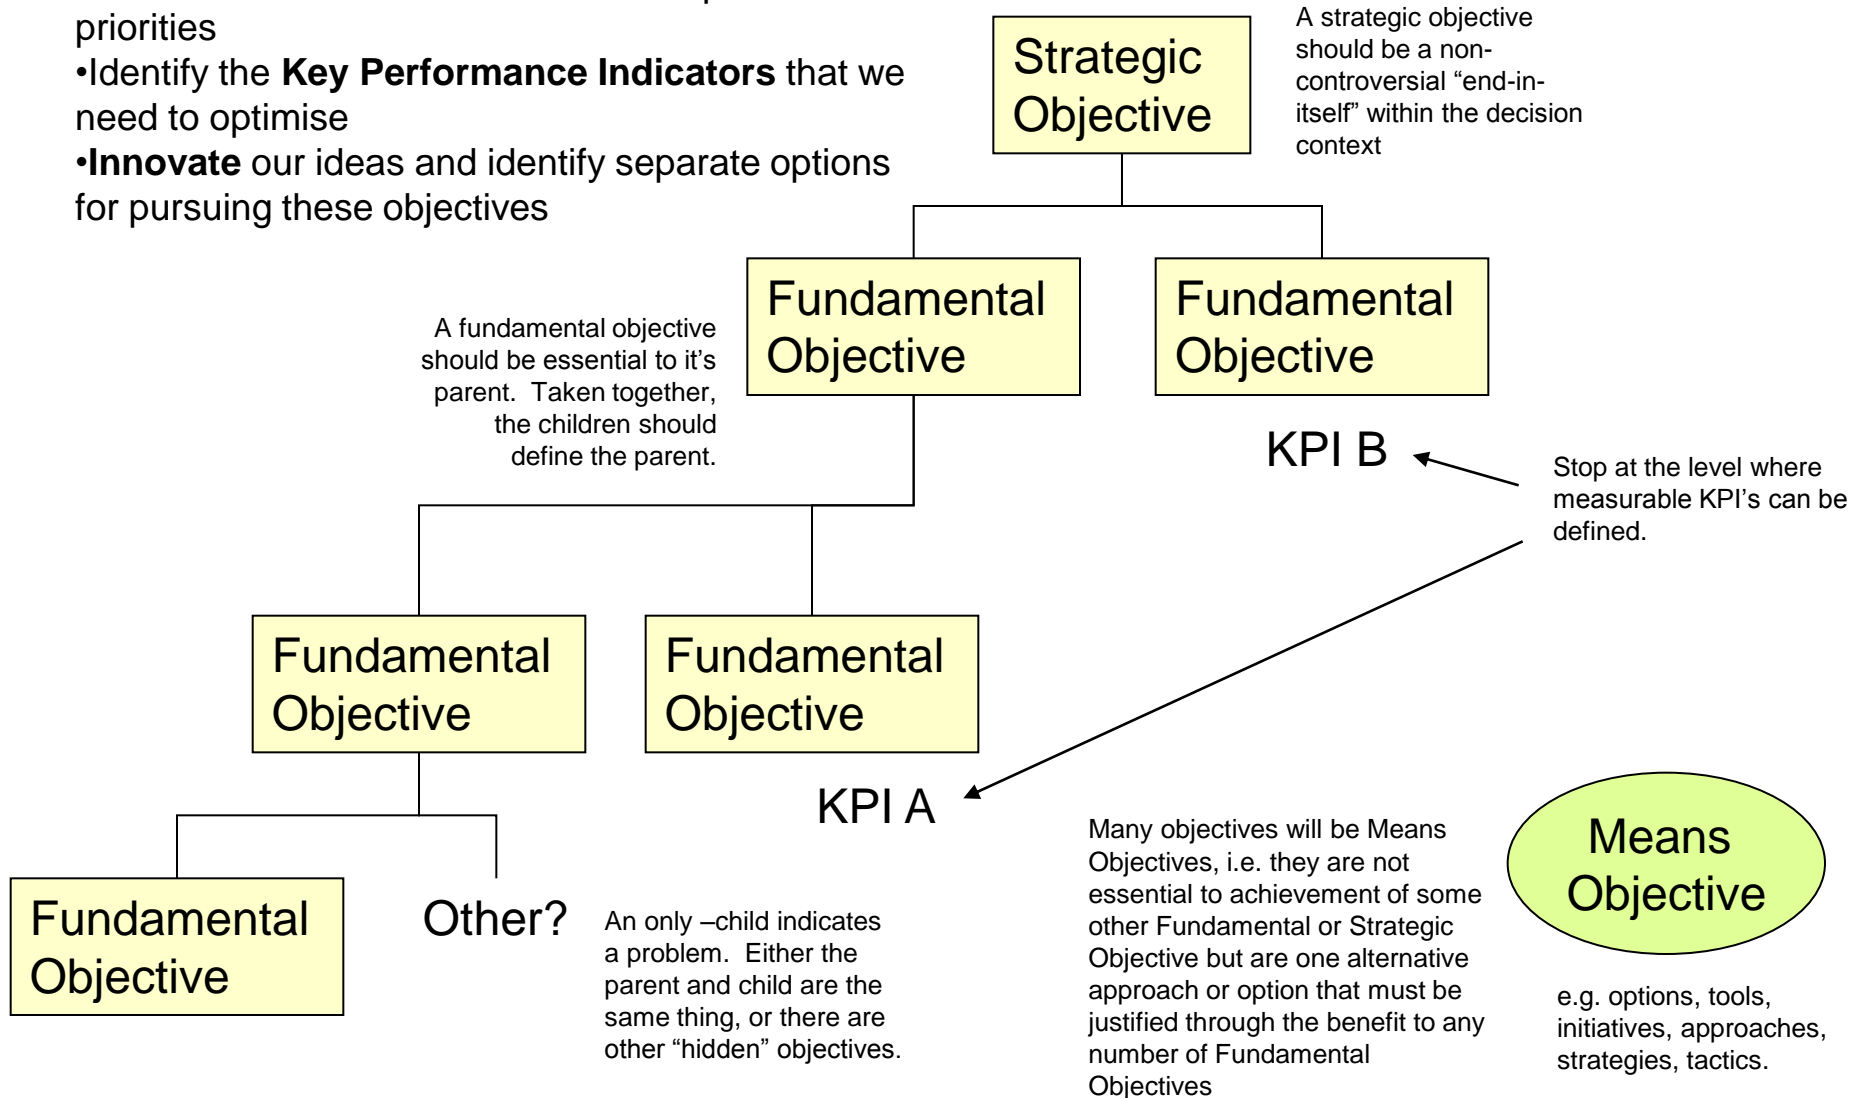 priorities
•Identify the Key Performance Indicators that we
need to optimise
•Innovate our ideas and identify separate options
for pursuing these objectives
Strategic
Objective
A strategic objective
should be a non-
controversial “end-in-
itself” within the decision
context
Fundamental
Objective
Fundamental
Objective
A fundamental objective
should be essential to it’s
parent.  Taken together,
the children should
define the parent.
KPI B
Stop at the level where
measurable KPI’s can be
defined.
Fundamental
Objective
Fundamental
Objective
KPI A
Fundamental
Objective
Other?
An only –child indicates
a problem.  Either the
parent and child are the
same thing, or there are
other “hidden” objectives.
Many objectives will be Means
Objectives, i.e. they are not
essential to achievement of some
other Fundamental or Strategic
Objective but are one alternative
approach or option that must be
justified through the benefit to any
number of Fundamental
Objectives
Means
Objective
e.g. options, tools,
initiatives, approaches,
strategies, tactics.